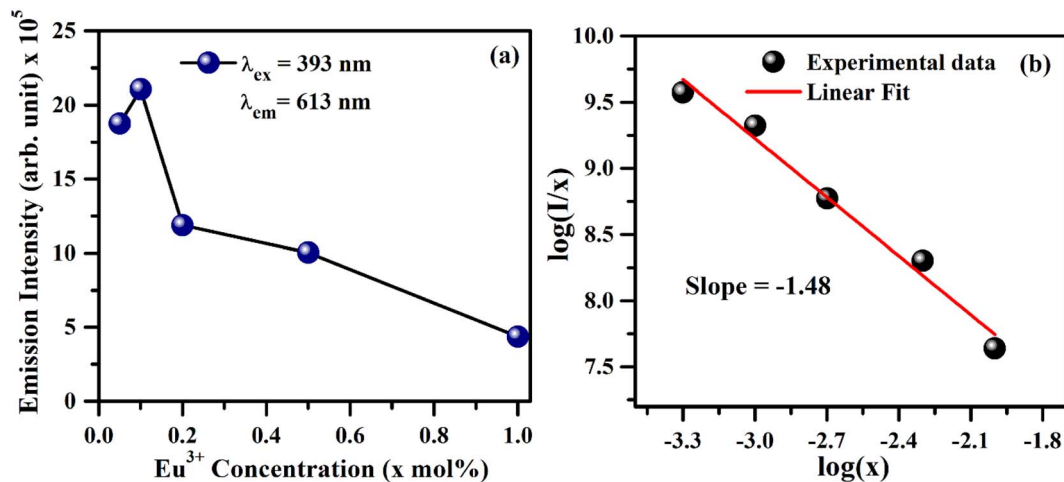 Emission Intensity (arb. unit) x 10⁵
25
20
15
10
5
0
(a)
λex = 393 nm
λem = 613 nm
0.0 0.2 0.4 0.6 0.8 1.0
Eu³⁺ Concentration (x mol%)
log(I/x)
10.0
9.5
9.0
8.5
8.0
7.5
Experimental data
(b)
Linear Fit
Slope = -1.48
-3.3 -3.0 -2.7 -2.4 -2.1 -1.8
log(x)